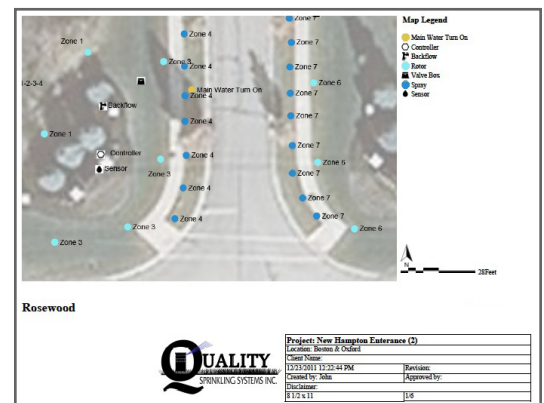 Zone 1
Zone 4
Zone 7
Map Legend
Main Water Turn On
Controller
Backflow
Rotor
Valve Box
Spray
Sensor
Zone 3
Zone 4
Zone 7
Zone 7
Zone 6
1-2-3-4
Main Water Turn On
Zone 4
Zone 7
Backflow
Zone 7
Zone 4
Zone 1
Zone 7
Controller
Zone 4
Zone 6
Sensor
Zone 3
Zone 7
Zone 4
Zone 7
Zone 4
Zone 7
Zone 3
Zone 6
Zone 3
N
28Feet
Rosewood
QUALITY
SPRINKLING SYSTEMS INC.
Project: New Hampton Enterance (2)
Location: Boston & Oxford
Client Name:
12/23/2011 12:22:44 PM Revision:
Created by: John Approved by:
Disclaimer:
8 1/2 x 11 1/6